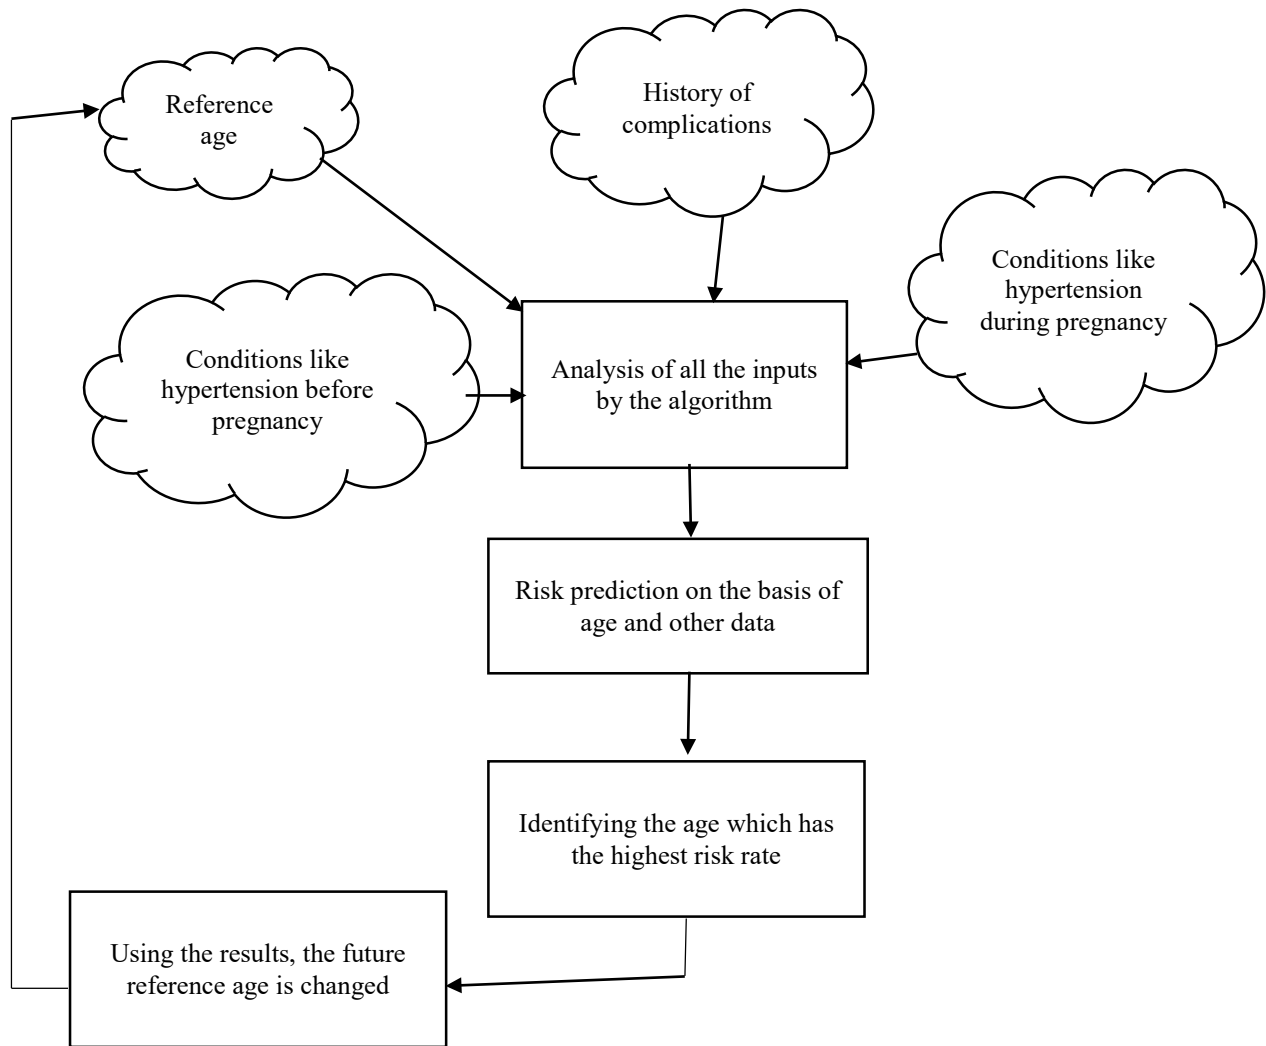 Reference
age
History of
complications
Conditions like
hypertension
during pregnancy
Conditions like
hypertension before
pregnancy
Analysis of all the inputs
by the algorithm
Risk prediction on the basis of
age and other data
Identifying the age which has
the highest risk rate
Using the results, the future
reference age is changed